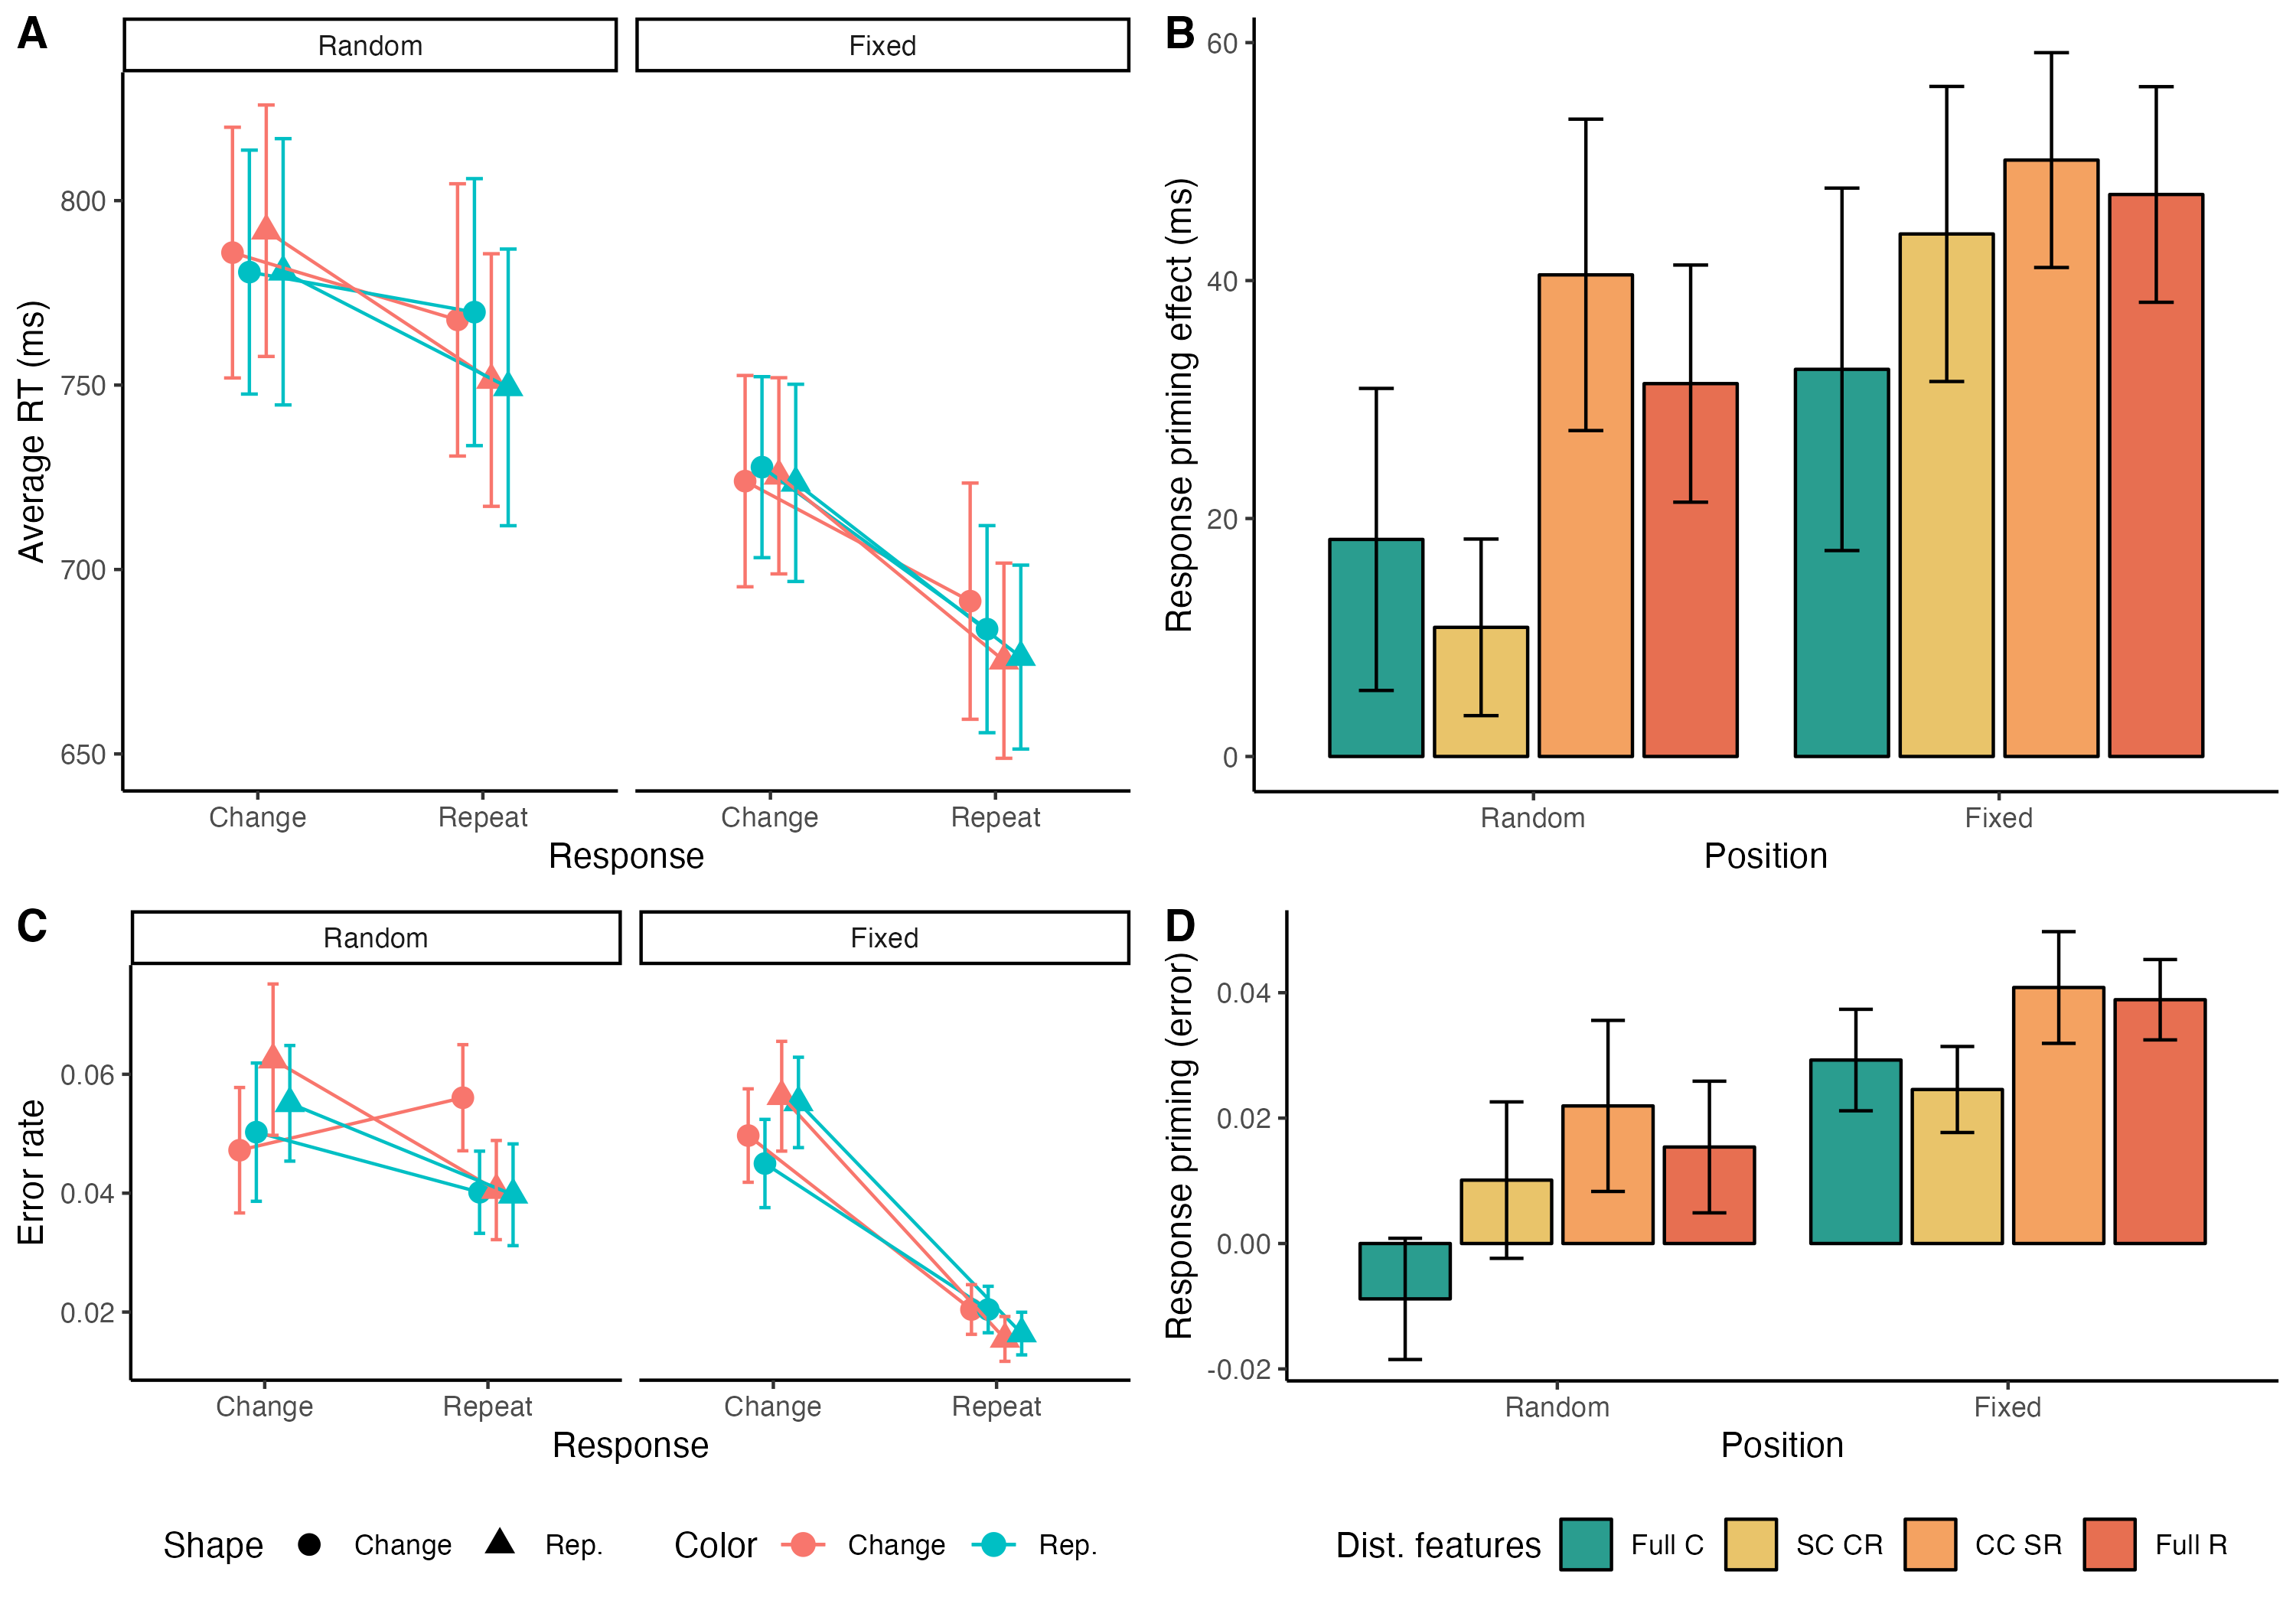 A
Random
Fixed
Average RT (ms)
800
750
700
650
Change
Repeat
Change
Repeat
Response
B
Response priming effect (ms)
60
40
20
0
Random
Fixed
Position
C
Random
Fixed
Error rate
0.06
0.04
0.02
Change
Repeat
Change
Repeat
Response
D
Response priming (error)
0.04
0.02
0.00
-0.02
Random
Fixed
Position
Shape Change Rep. Color Change Rep.
Dist. features Full C SC CR CC SR Full R